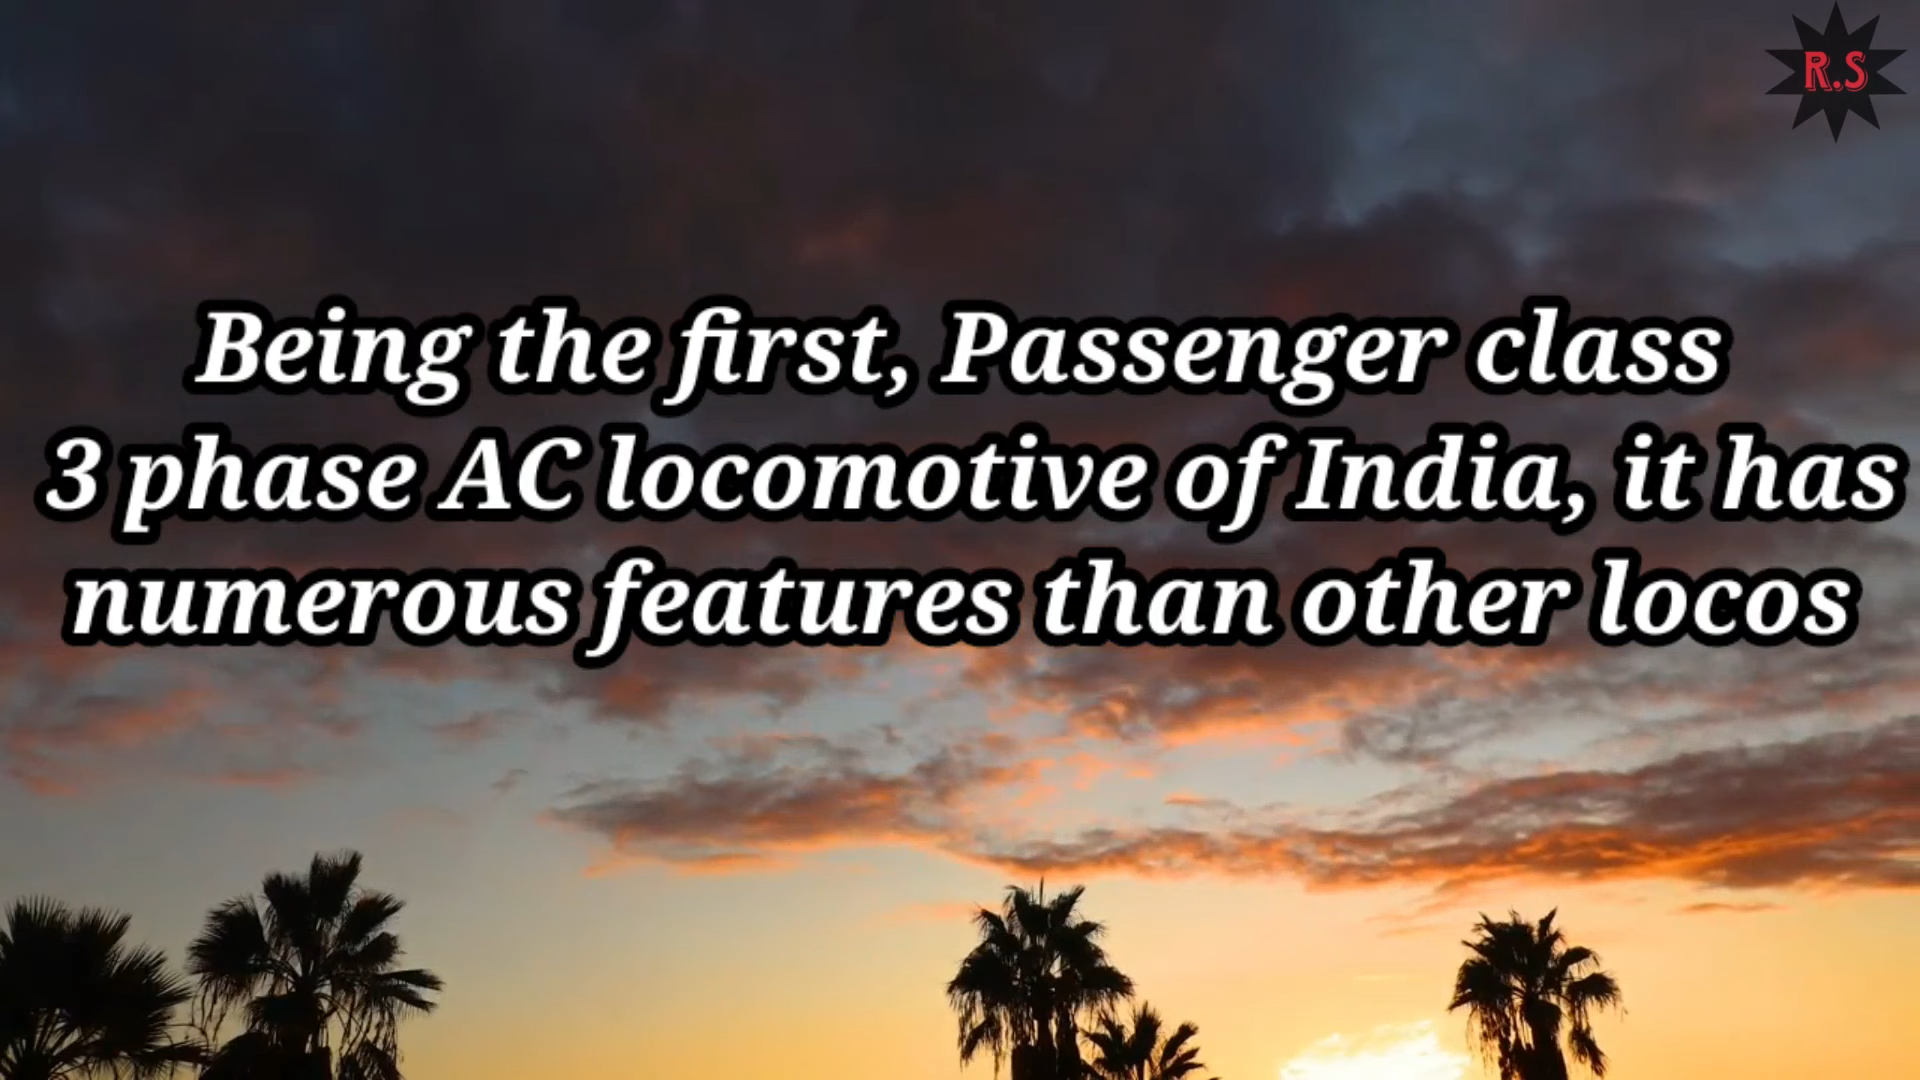 R.S
Being the first, Passenger class
3 phase AC locomotive of India, it has
numerous features than other locos